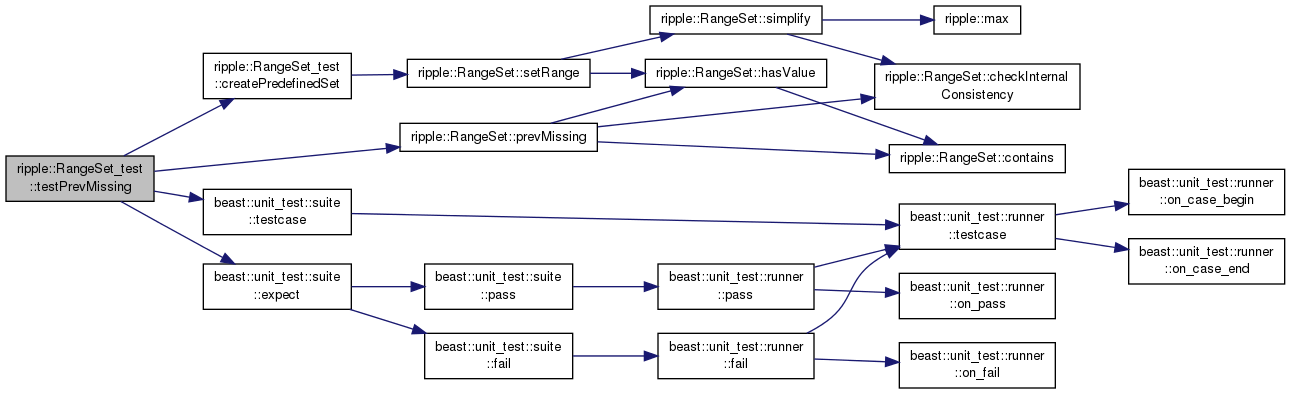 ripple::RangeSet_test
::testPrevMissing
ripple::RangeSet_test
::createPredefinedSet
ripple::RangeSet::setRange
ripple::RangeSet::simplify
ripple::max
ripple::RangeSet::hasValue
ripple::RangeSet::checkInternal
Consistency
ripple::RangeSet::prevMissing
ripple::RangeSet::contains
beast::unit_test::suite
::testcase
beast::unit_test::runner
::testcase
beast::unit_test::runner
::on_case_begin
beast::unit_test::runner
::on_case_end
beast::unit_test::suite
::expect
beast::unit_test::suite
::pass
beast::unit_test::runner
::pass
beast::unit_test::runner
::on_pass
beast::unit_test::suite
::fail
beast::unit_test::runner
::fail
beast::unit_test::runner
::on_fail